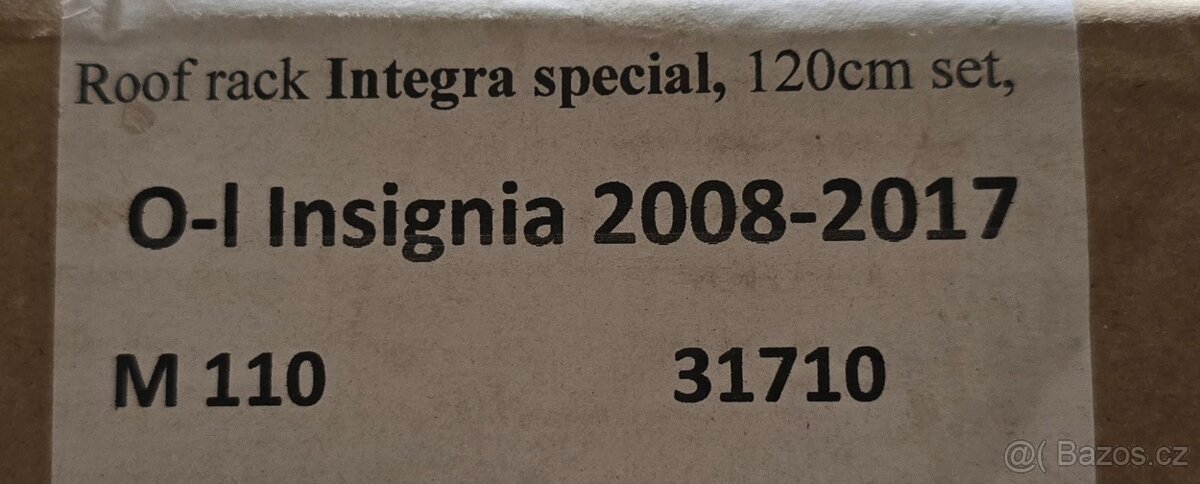 Roof rack Integra special, 120cm set,
O-I Insignia 2008-2017
M 110 31710
@( Bazos.cz